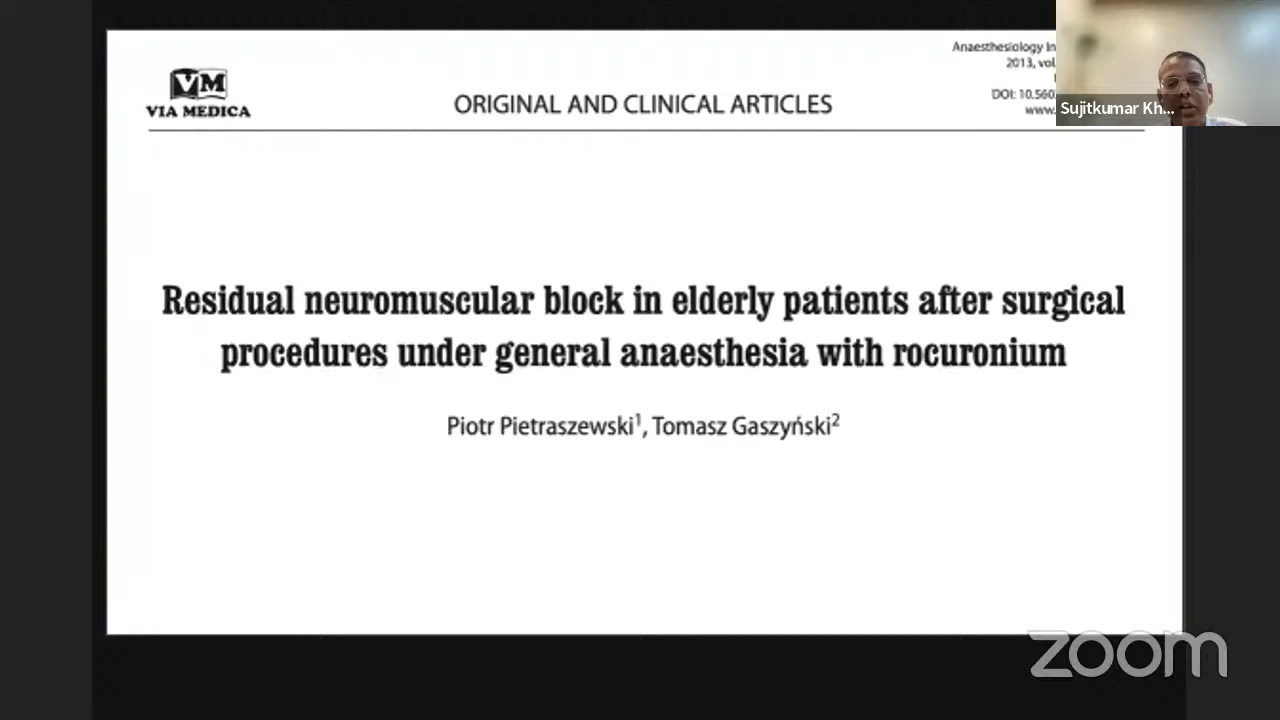 VM
VIA MEDICA
ORIGINAL AND CLINICAL ARTICLES
Anaesthesiology
2013, vol.
DOI: 10.560
www.
Sujitkumar Kh...
Residual neuromuscular block in elderly patients after surgical
procedures under general anaesthesia with rocuronium
Piotr Pietraszewski¹, Tomasz Gaszyński²
zoom